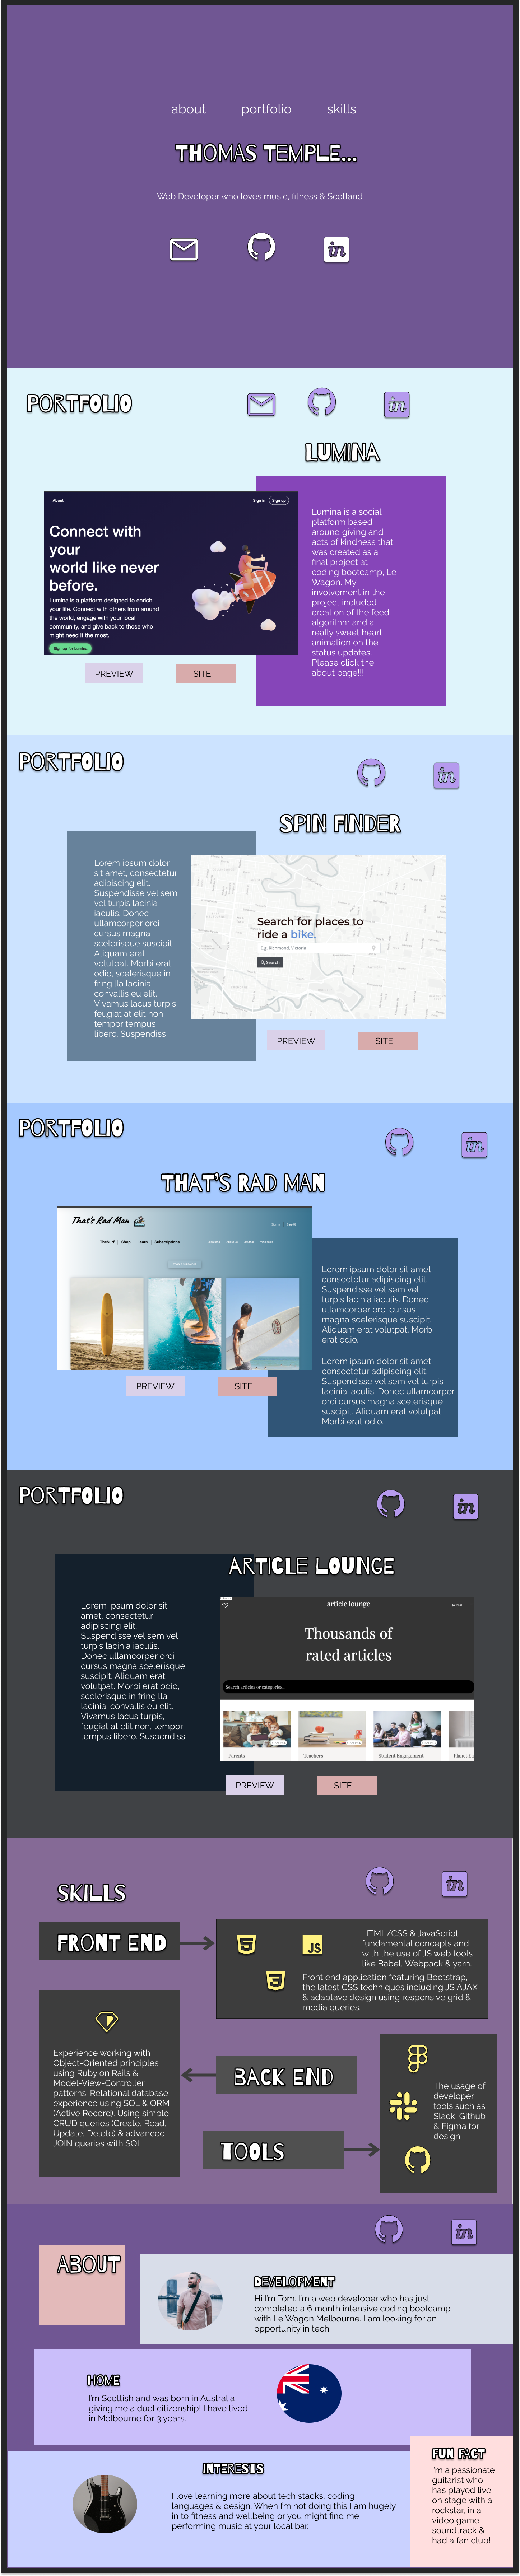 about portfolio skills
THOMAS TEMPLE...
Web Developer who loves music, fitness & Scotland
PORTFOLIO
LUMINA
About Sign in Sign up
Connect with
your
world like never
before.
Lumina is a platform designed to enrich
your life. Connect with others from around
the world, engage with your local
community, and give back to those who
might need it the most.
Sign up for Lumina
Lumina is a social
platform based
around giving and
acts of kindness that
was created as a
final project at
coding bootcamp, Le
Wagon. My
involvement in the
project included
creation of the feed
algorithm and a
really sweet heart
animation on the
status updates.
Please click the
about page!!!
PREVIEW SITE
PORTFOLIO
SPIN FINDER
Lorem ipsum dolor
sit amet, consectetur
adipiscing elit.
Suspendisse vel sem
vel turpis lacinia
iaculis. Donec
ullamcorper orci
cursus magna
scelerisque suscipit.
Aliquam erat
volutpat. Morbi erat
odio, scelerisque in
fringilla lacinia,
convallis eu elit.
Vivamus lacus turpis,
feugiat at elit non,
tempor tempus
libero. Suspendiss
Search for places to
ride a bike.
E.g. Richmond, Victoria
Search
PREVIEW SITE
PORTFOLIO
THAT'S RAD MAN
That's Rad Man
TheSurf | Shop | Learn | Subscriptions
Lorem ipsum dolor sit amet,
consectetur adipiscing elit.
Suspendisse vel sem vel
turpis lacinia iaculis. Donec
ullamcorper orci cursus
magna scelerisque suscipit.
Aliquam erat volutpat. Morbi
erat odio.
Lorem ipsum dolor sit amet,
consectetur adipiscing elit.
Suspendisse vel sem vel turpis
lacinia iaculis. Donec ullamcorper
orci cursus magna scelerisque
suscipit. Aliquam erat volutpat.
Morbi erat odio.
PREVIEW SITE
PORTFOLIO
ARTICLE LOUNGE
Lorem ipsum dolor sit
amet, consectetur
adipiscing elit.
Suspendisse vel sem vel
turpis lacinia iaculis.
Donec ullamcorper orci
cursus magna scelerisque
suscipit. Aliquam erat
volutpat. Morbi erat odio,
scelerisque in fringilla
lacinia, convallis eu elit.
Vivamus lacus turpis,
feugiat at elit non, tempor
tempus libero. Suspendiss
article lounge
Thousands of
rated articles
Search articles or categories...
Parents Teachers Student Engagement Planet Ea
PREVIEW SITE
SKILLS
FRONT END
JS
HTML/CSS & JavaScript
fundamental concepts and
with the use of JS web tools
like Babel, Webpack & yarn.
Front end application featuring Bootstrap,
the latest CSS techniques including JS AJAX
& adaptave design using responsive grid &
media queries.
Experience working with
Object-Oriented principles
using Ruby on Rails &
Model-View-Controller
patterns. Relational database
experience using SQL & ORM
(Active Record). Using simple
CRUD queries (Create, Read,
Update, Delete) & advanced
JOIN queries with SQL.
BACK END
TOOLS
The usage of
developer
tools such as
Slack, Github
& Figma for
design.
ABOUT
DEVELOPMENT
Hi I'm Tom. I'm a web developer who has just
completed a 6 month intensive coding bootcamp
with Le Wagon Melbourne. I am looking for an
opportunity in tech.
HOME
I'm Scottish and was born in Australia
giving me a duel citizenship! I have lived
in Melbourne for 3 years.
INTERESTS
I love learning more about tech stacks, coding
languages & design. When I'm not doing this I am hugely
in to fitness and wellbeing or you might find me
performing music at your local bar.
FUN FACT
I'm a passionate
guitarist who
has played live
on stage with a
rockstar, in a
video game
soundtrack &
had a fan club!